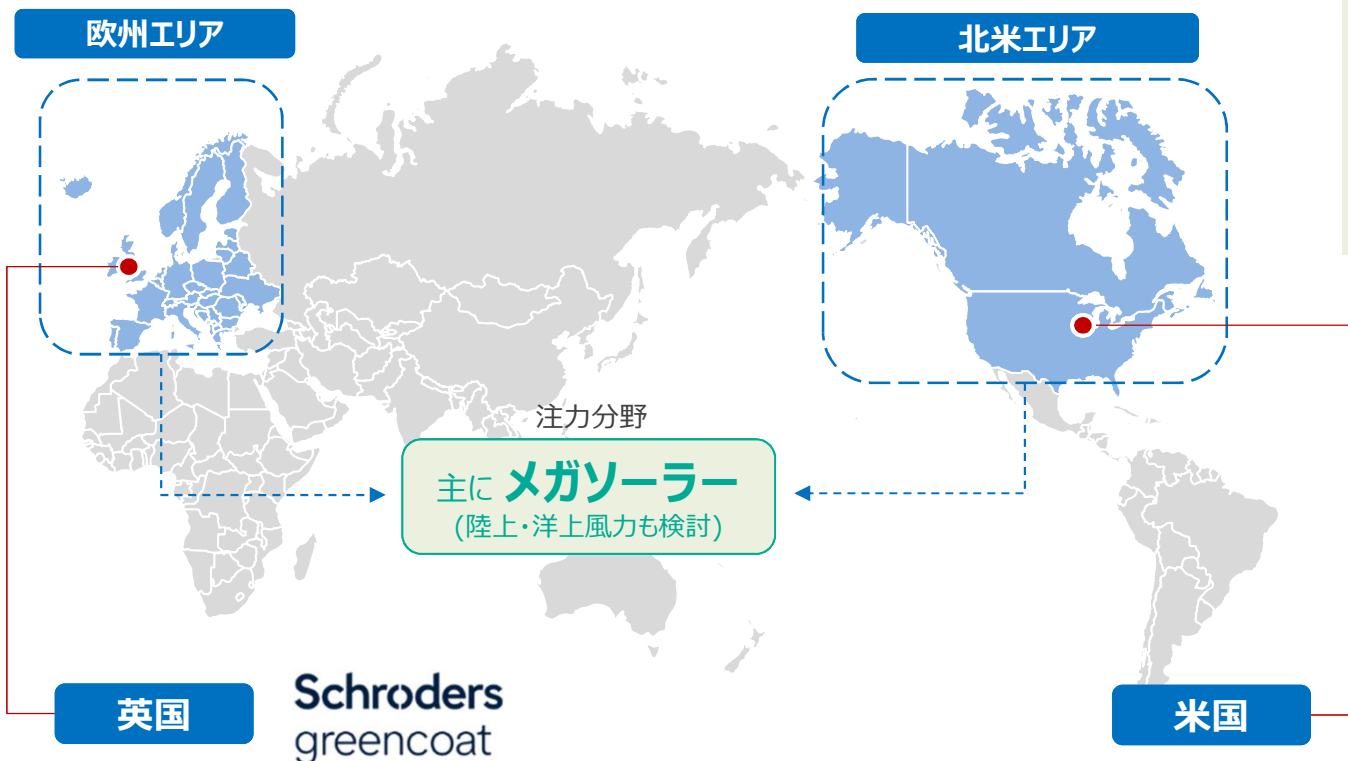 欧州エリア
北米エリア
注力分野
主に メガソーラー
(陸上・洋上風力も検討)
英国
Schroders
greencoat
米国